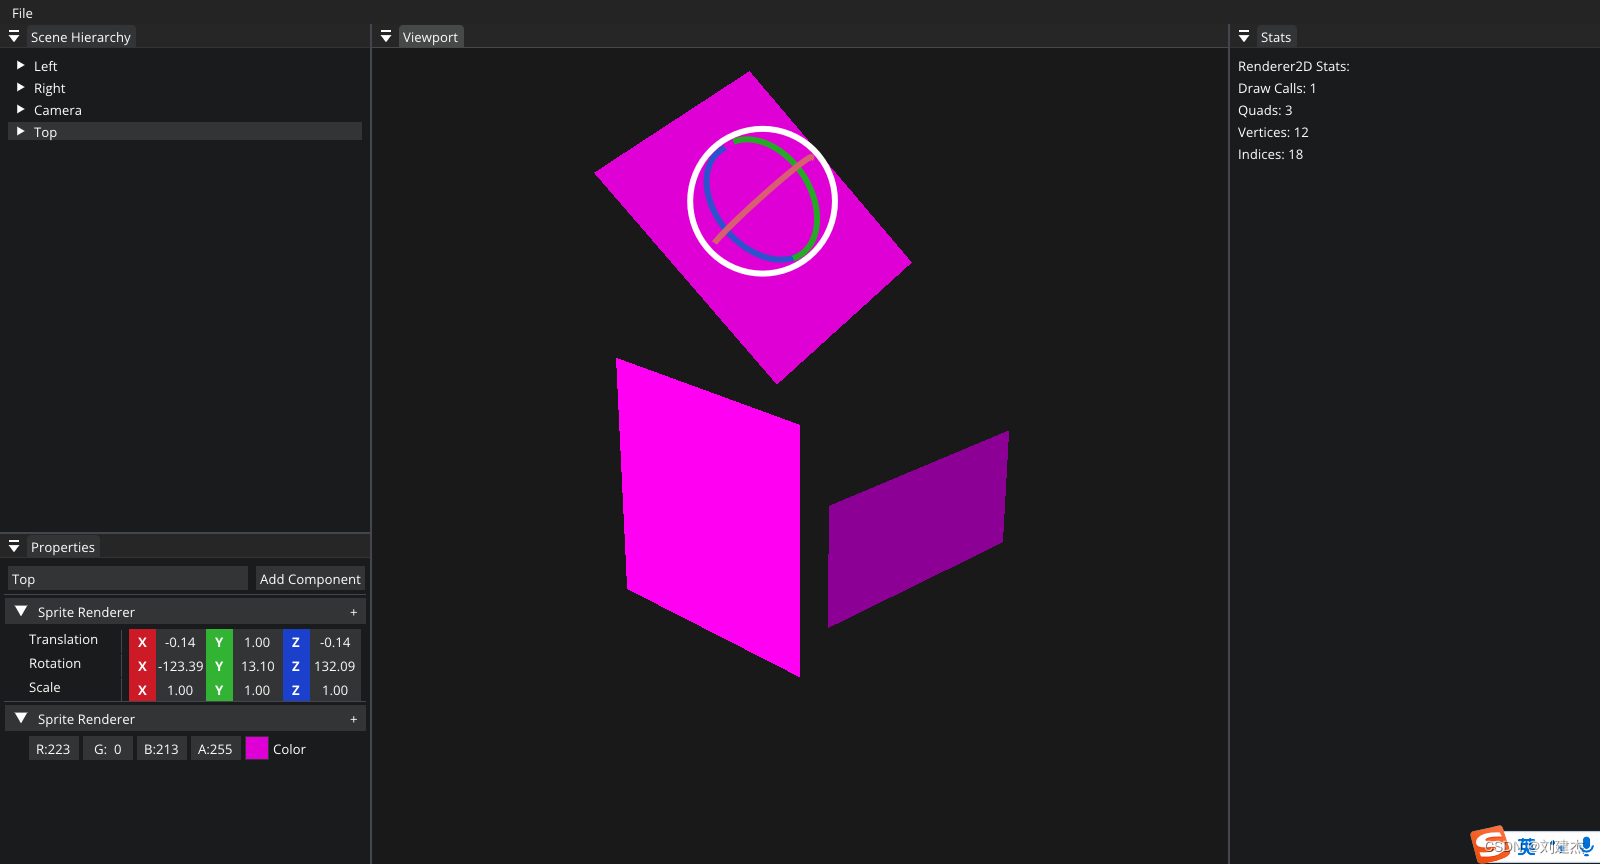 File
Scene Hierarchy
Left
Right
Camera
Top
Viewport
Stats
Renderer2D Stats:
Draw Calls: 1
Quads: 3
Vertices: 12
Indices: 18
Properties
Top Add Component
Sprite Renderer +
Translation X -0.14 Y 1.00 Z -0.14
Rotation X -123.39 Y 13.10 Z 132.09
Scale X 1.00 Y 1.00 Z 1.00
Sprite Renderer +
R:223 G: 0 B:213 A:255 Color
英
CSDN @刘建杰